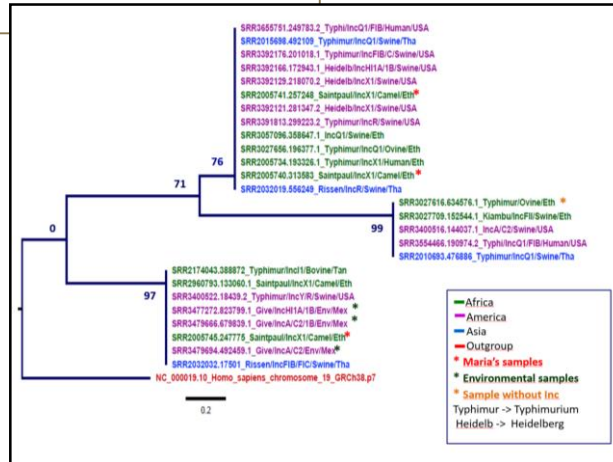 SRR3655751.249783.2_Typhi/IncQ1/FIB/Human/USA
SRR2015698.492109_Typhimur/IncQ1/Swine/Tha
SRR3392176.201018.1_Typhimur/IncFIB/C/Swine/USA
SRR3392166.172943.1_Heidelb/IncHI1A/1B/Swine/USA
SRR3392129.218070.2_Heidelb/IncX1/Swine/USA
SRR2005741.257248_Saintpaul/IncX1/Camel/Eth *
SRR3392121.281347.2_Heidelb/IncX1/Swine/USA
SRR3391813.299223.2_Typhimur/IncR/Swine/USA
SRR3057096.358647.1_IncQ1/Swine/Eth
SRR3027656.196377.1_Typhimur/IncQ1/Ovine/Eth
SRR2005734.193326.1_Typhimur/IncX1/Human/Eth
SRR2005740.313583_Saintpaul/IncX1/Camel/Eth *
SRR2032019.556249_Rissen/IncR/Swine/Tha
76
71
SRR3027616.634576.1_Typhimur/Ovine/Eth *
SRR3027709.152544.1_Kiambu/IncFII/Swine/Eth
SRR3400516.144037.1_IncA/C2/Swine/USA
SRR3554466.190974.2_Typhi/IncQ1/FIB/Human/USA
SRR2010693.476886_Typhimur/IncQ1/Swine/Tha
99
0
SRR2174043.388872_Typhimur/IncI1/Bovine/Tan
SRR2960793.133060.1_Saintpaul/IncX1/Camel/Eth
SRR3400522.18439.2_Typhimur/IncY/R/Swine/USA
SRR3477272.823799.1_Give/IncHI1A/1B/Env/Mex *
SRR3479666.679839.1_Give/IncA/C2/1B/Env/Mex *
SRR2005745.247775_Saintpaul/IncX1/Camel/Eth *
SRR3479694.492459.1_Give/IncA/C2/Env/Mex *
SRR2032032.17501_Rissen/IncFIB/FIC/Swine/Tha
97
NC_000019.10_Homo_sapiens_chromosome_19_GRCh38.p7
0.2
Africa
America
Asia
Outgroup
* Maria's samples
* Environmental samples
* Sample without Inc
Typhimur -> Typhimurium
Heidelb -> Heidelberg